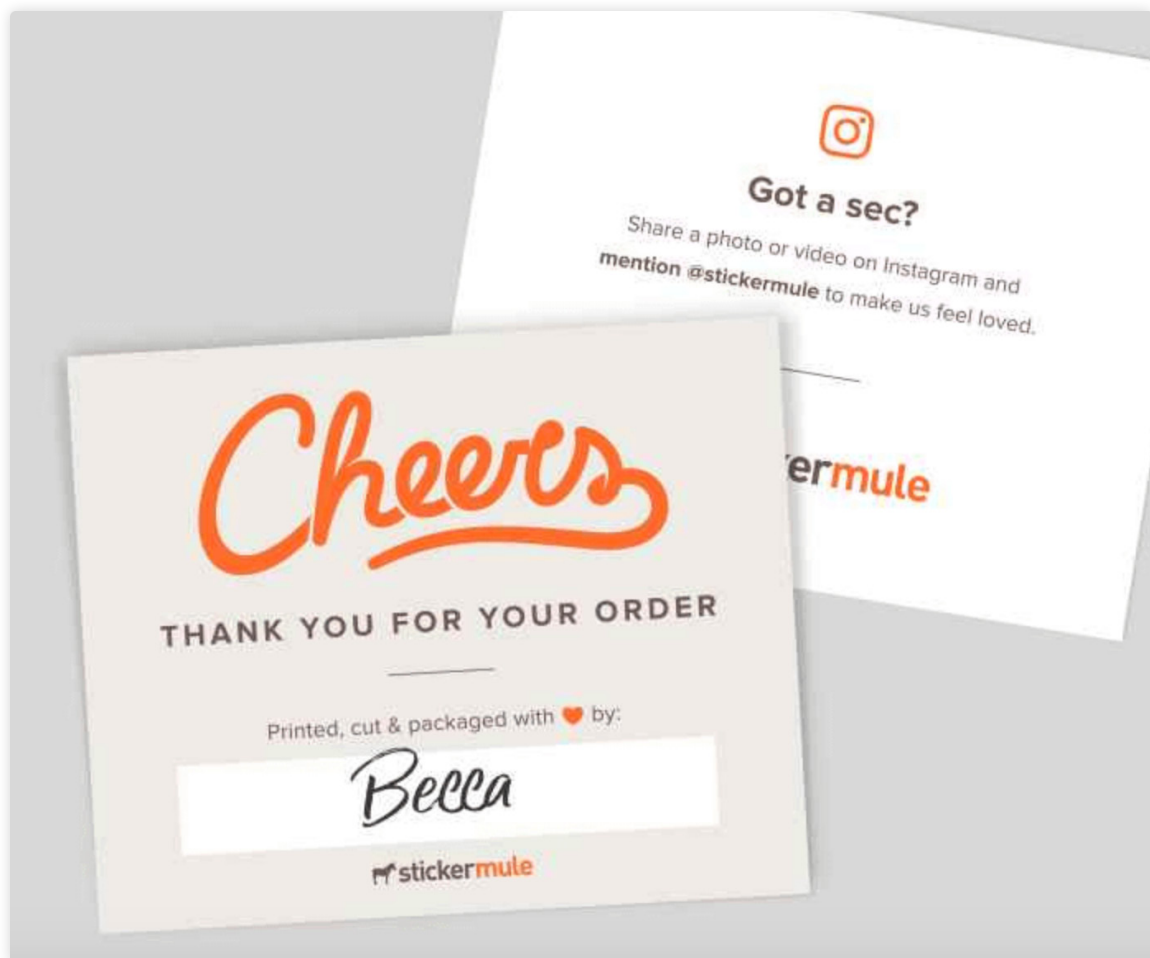 Got a sec?
Share a photo or video on Instagram and
mention @stickermule to make us feel loved.
ermule
Cheers
THANK YOU FOR YOUR ORDER
Printed, cut & packaged with by:
Becca
stickermule